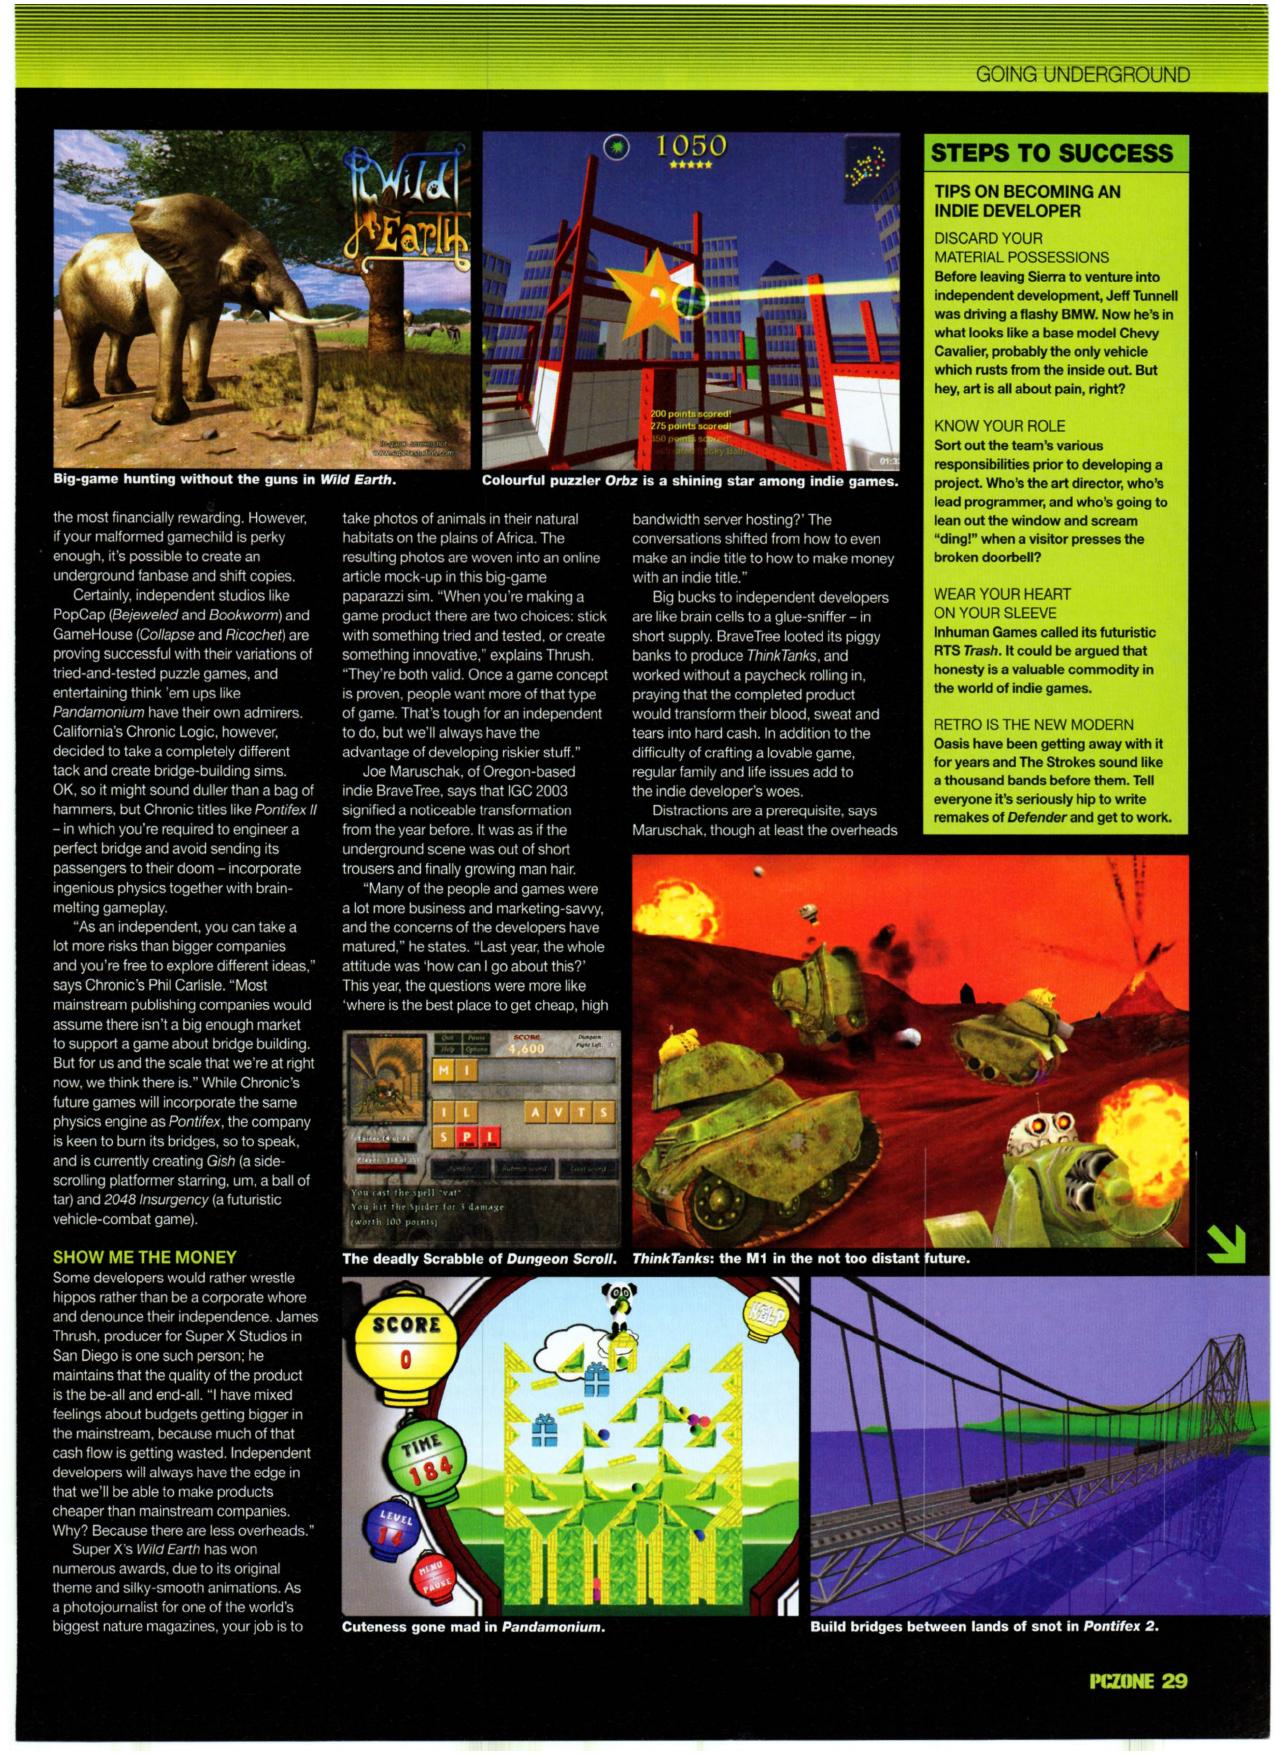 GOING UNDERGROUND
Wild
Earth
In-game screenshot
1050
200 points scored!
275 points scored!
350 points scored!
Big-game hunting without the guns in Wild Earth.
Colourful puzzler Orbz is a shining star among indie games.
the most financially rewarding. However,
if your malformed gamechild is perky
enough, it's possible to create an
underground fanbase and shift copies.
Certainly, independent studios like
PopCap (Bejeweled and Bookworm) and
GameHouse (Collapse and Ricochet) are
proving successful with their variations of
tried-and-tested puzzle games, and
entertaining think 'em ups like
Pandamonium have their own admirers.
California's Chronic Logic, however,
decided to take a completely different
tack and create bridge-building sims.
OK, so it might sound duller than a bag of
hammers, but Chronic titles like Pontifex II
– in which you're required to engineer a
perfect bridge and avoid sending its
passengers to their doom – incorporate
ingenious physics together with brain-
melting gameplay.
"As an independent, you can take a
lot more risks than bigger companies
and you're free to explore different ideas,"
says Chronic's Phil Carlisle. "Most
mainstream publishing companies would
assume there isn't a big enough market
to support a game about bridge building.
But for us and the scale that we're at right
now, we think there is." While Chronic's
future games will incorporate the same
physics engine as Pontifex, the company
is keen to burn its bridges, so to speak,
and is currently creating Gish (a side-
scrolling platformer starring, um, a ball of
tar) and 2048 Insurgency (a futuristic
vehicle-combat game).
SHOW ME THE MONEY
Some developers would rather wrestle
hippos rather than be a corporate whore
and denounce their independence. James
Thrush, producer for Super X Studios in
San Diego is one such person; he
maintains that the quality of the product
is the be-all and end-all. "I have mixed
feelings about budgets getting bigger in
the mainstream, because much of that
cash flow is getting wasted. Independent
developers will always have the edge in
that we'll be able to make products
cheaper than mainstream companies.
Why? Because there are less overheads."
Super X's Wild Earth has won
numerous awards, due to its original
theme and silky-smooth animations. As
a photojournalist for one of the world's
biggest nature magazines, your job is to
take photos of animals in their natural
habitats on the plains of Africa. The
resulting photos are woven into an online
article mock-up in this big-game
paparazzi sim. "When you're making a
game product there are two choices: stick
with something tried and tested, or create
something innovative," explains Thrush.
"They're both valid. Once a game concept
is proven, people want more of that type
of game. That's tough for an independent
to do, but we'll always have the
advantage of developing riskier stuff."
Joe Maruschak, of Oregon-based
indie BraveTree, says that IGC 2003
signified a noticeable transformation
from the year before. It was as if the
underground scene was out of short
trousers and finally growing man hair.
"Many of the people and games were
a lot more business and marketing-savvy,
and the concerns of the developers have
matured," he states. "Last year, the whole
attitude was 'how can I go about this?'
This year, the questions were more like
'where is the best place to get cheap, high
bandwidth server hosting?' The
conversations shifted from how to even
make an indie title to how to make money
with an indie title."
Big bucks to independent developers
are like brain cells to a glue-sniffer – in
short supply. BraveTree looted its piggy
banks to produce ThinkTanks, and
worked without a paycheck rolling in,
praying that the completed product
would transform their blood, sweat and
tears into hard cash. In addition to the
difficulty of crafting a lovable game,
regular family and life issues add to
the indie developer's woes.
Distractions are a prerequisite, says
Maruschak, though at least the overheads
STEPS TO SUCCESS
TIPS ON BECOMING AN
INDIE DEVELOPER
DISCARD YOUR
MATERIAL POSSESSIONS
Before leaving Sierra to venture into
independent development, Jeff Tunnell
was driving a flashy BMW. Now he's in
what looks like a base model Chevy
Cavalier, probably the only vehicle
which rusts from the inside out. But
hey, art is all about pain, right?
KNOW YOUR ROLE
Sort out the team's various
responsibilities prior to developing a
project. Who's the art director, who's
lead programmer, and who's going to
lean out the window and scream
"ding!" when a visitor presses the
broken doorbell?
WEAR YOUR HEART
ON YOUR SLEEVE
Inhuman Games called its futuristic
RTS Trash. It could be argued that
honesty is a valuable commodity in
the world of indie games.
RETRO IS THE NEW MODERN
Oasis have been getting away with it
for years and The Strokes sound like
a thousand bands before them. Tell
everyone it's seriously hip to write
remakes of Defender and get to work.
Quit Pause
Help Options
SCORE
4,600
Dungeon
M I
I L A V T S
S P I
Submit word
You cast the spell "vat"
You hit the Spider for 3 damage
(worth 100 points)
The deadly Scrabble of Dungeon Scroll.
ThinkTanks: the M1 in the not too distant future.
SCORE
0
HELP
TIME
184
LEVEL
14
MENU
PAUSE
Cuteness gone mad in Pandamonium.
Build bridges between lands of snot in Pontifex 2.
PCZONE 29